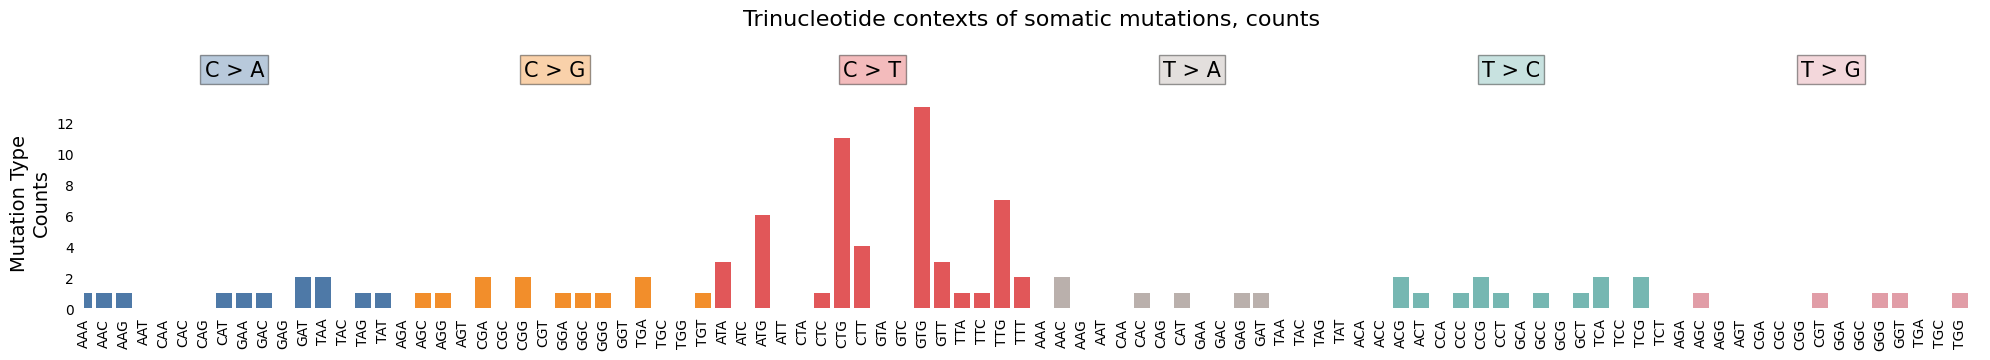 Trinucleotide contexts of somatic mutations, counts
C > A
C > G
C > T
T > A
T > C
T > G
Mutation Type
Counts
12
10
8
6
4
2
0
AAA
AAC
AAG
AAT
CAA
CAC
CAG
CAT
GAA
GAC
GAG
GAT
TAA
TAC
TAG
TAT
AGA
AGC
AGG
AGT
CGA
CGC
CGG
CGT
GGA
GGC
GGG
GGT
TGA
TGC
TGG
TGT
ATA
ATC
ATG
ATT
CTA
CTC
CTG
CTT
GTA
GTC
GTG
GTT
TTA
TTC
TTG
TTT
AAA
AAC
AAG
AAT
CAA
CAC
CAG
CAT
GAA
GAC
GAG
GAT
TAA
TAC
TAG
TAT
ACA
ACC
ACG
ACT
CCA
CCC
CCG
CCT
GCA
GCC
GCG
GCT
TCA
TCC
TCG
TCT
AGA
AGC
AGG
AGT
CGA
CGC
CGG
CGT
GGA
GGC
GGG
GGT
TGA
TGC
TGG